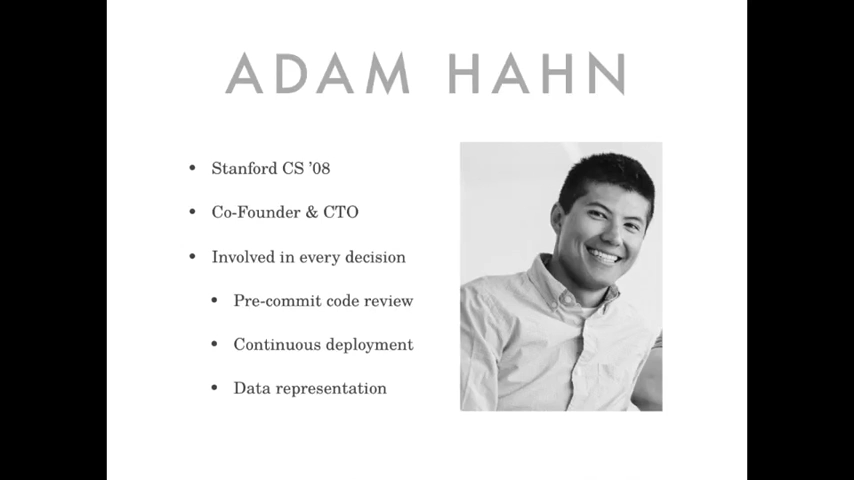 ADAM HAHN
• Stanford CS ’08
• Co-Founder & CTO
• Involved in every decision
• Pre-commit code review
• Continuous deployment
• Data representation